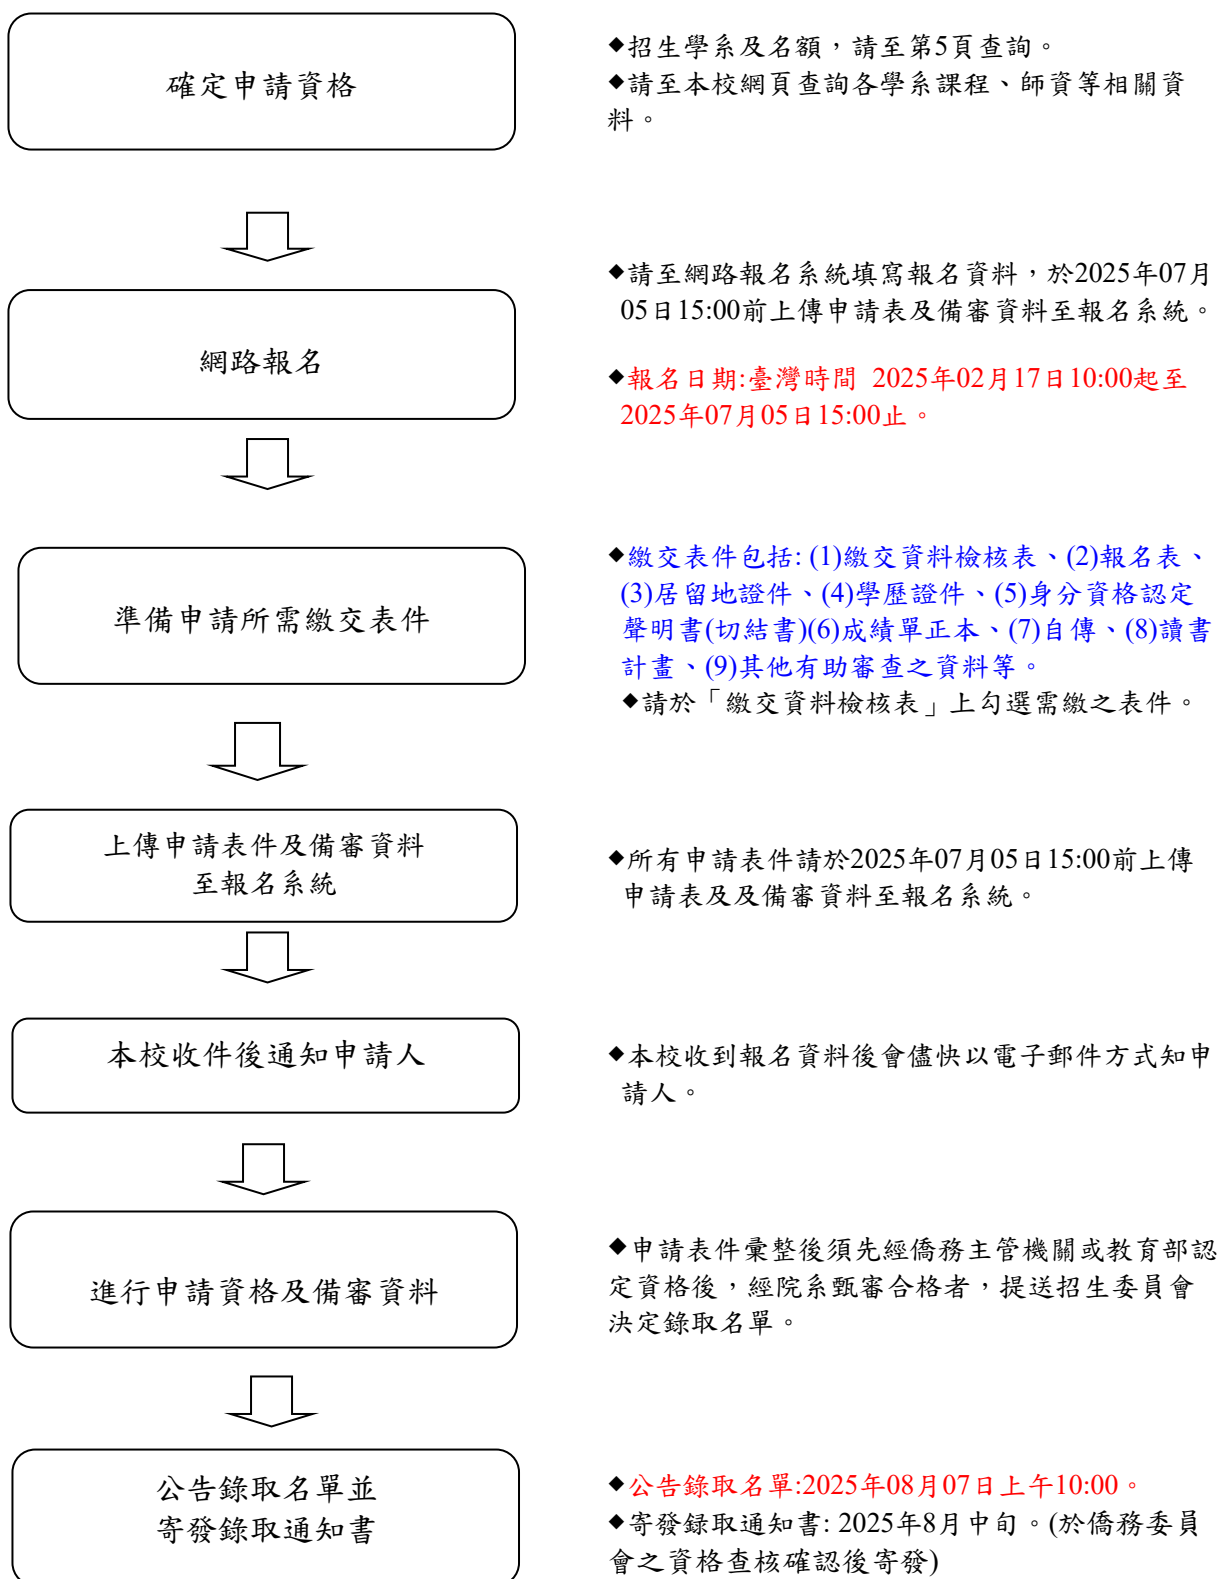 確定申請資格
◆招生學系及名額，請至第5頁查詢。
◆請至本校網頁查詢各學系課程、師資等相關資
料。
網路報名
◆請至網路報名系統填寫報名資料，於2025年07月
05日15:00前上傳申請表及備審資料至報名系統。
◆報名日期:臺灣時間 2025年02月17日10:00起至
2025年07月05日15:00止。
準備申請所需繳交表件
◆繳交表件包括: (1)繳交資料檢核表、(2)報名表、
(3)居留地證件、(4)學歷證件、(5)身分資格認定
聲明書(切結書)(6)成績單正本、(7)自傳、(8)讀書
計畫、(9)其他有助審查之資料等。
◆請於「繳交資料檢核表」上勾選需繳之表件。
上傳申請表件及備審資料
至報名系統
◆所有申請表件請於2025年07月05日15:00前上傳
申請表及及備審資料至報名系統。
本校收件後通知申請人
◆本校收到報名資料後會儘快以電子郵件方式知申
請人。
進行申請資格及備審資料
◆申請表件彙整後須先經僑務主管機關或教育部認
定資格後，經院系甄審合格者，提送招生委員會
決定錄取名單。
公告錄取名單並
寄發錄取通知書
◆公告錄取名單:2025年08月07日上午10:00。
◆寄發録取通知書: 2025年8月中旬。(於僑務委員
會之資格查核確認後寄發)